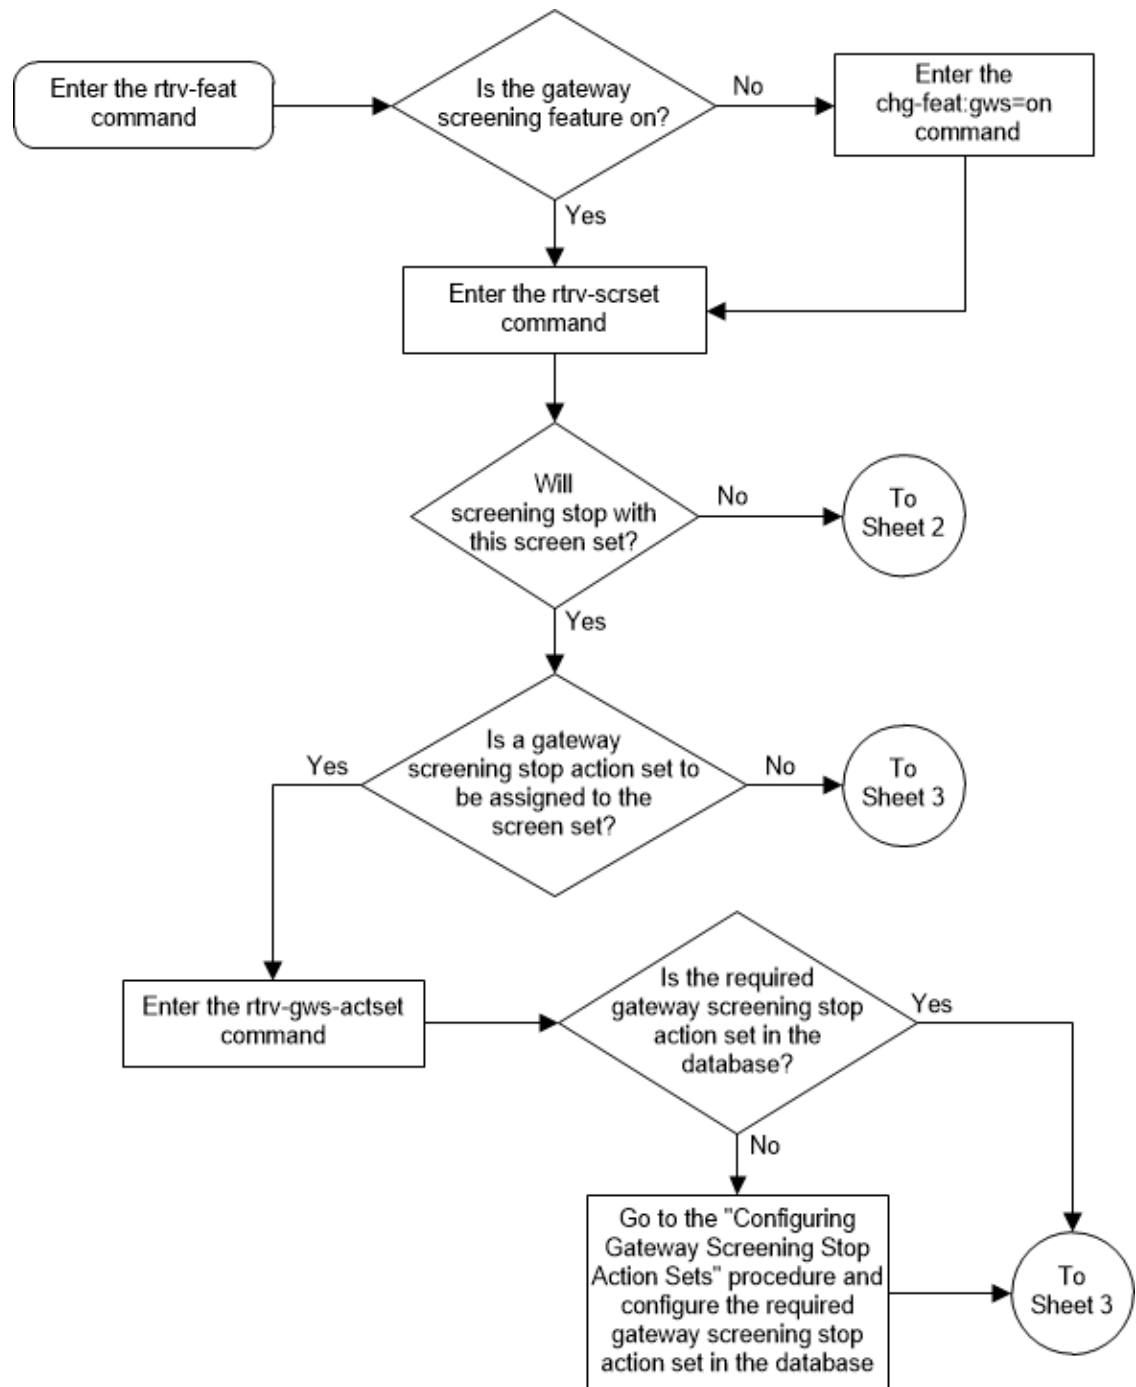 Enter the rtrv-feat
command
Is the gateway
screening feature on?
No
Enter the
chg-feat:gws=on
command
Yes
Enter the rtrv-scrset
command
Will
screening stop with
this screen set?
No
To
Sheet 2
Yes
Is a gateway
screening stop action set to
be assigned to the
screen set?
Yes
No
To
Sheet 3
Enter the rtrv-gws-actset
command
Is the required
gateway screening stop
action set in the
database?
Yes
No
Go to the "Configuring
Gateway Screening Stop
Action Sets" procedure and
configure the required
gateway screening stop
action set in the database
To
Sheet 3